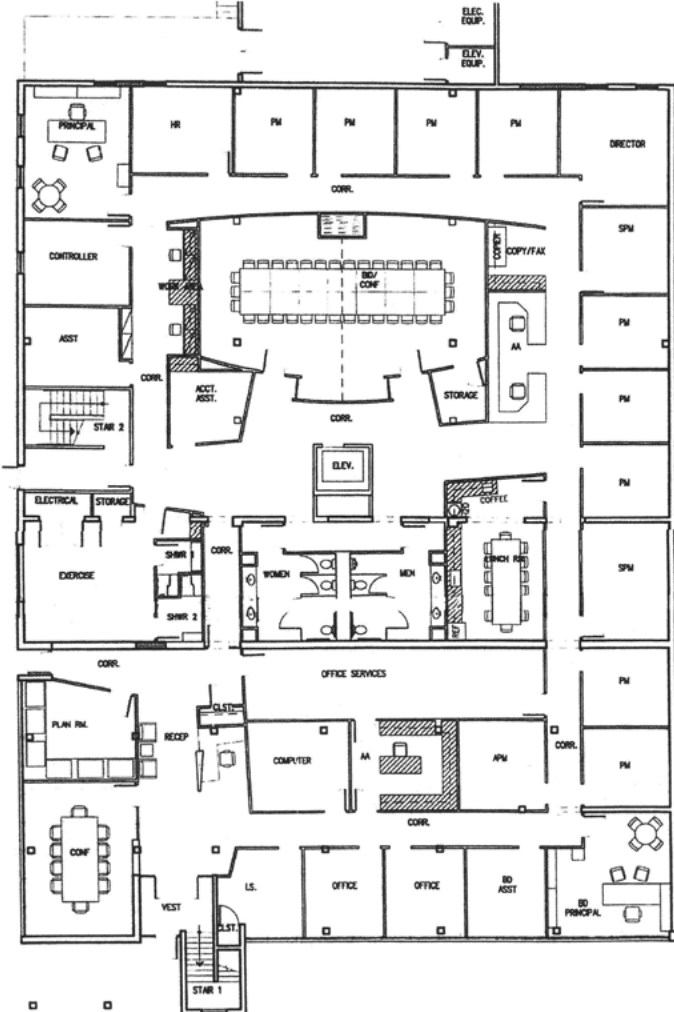 ELEC.
EQUIP.
ELEV.
EQUIP.
PRINCIPAL
HR
PM
PM
PM
PM
DIRECTOR
CORR.
CONTROLLER
WORK AREA
BID/
CONF
COPIER
COPY/FAX
SPM
ASST
AA
PM
CORR.
ACCT.
ASST.
STORAGE
PM
STAIR 2
CORR.
ELEV.
PM
ELECTRICAL
STORAGE
COFFEE
EXERCISE
SHWR 1
CORR.
WOMEN
MEN
LUNCH RM.
SPM
SHWR 2
REF
CORR.
OFFICE SERVICES
PM
PLAN RM.
CLST.
RECEP
COMPUTER
AA
APM
CORR.
PM
CORR.
CONF
I.S.
OFFICE
OFFICE
BD
ASST
BD
PRINCIPAL
VEST
CLST.
STAIR 1